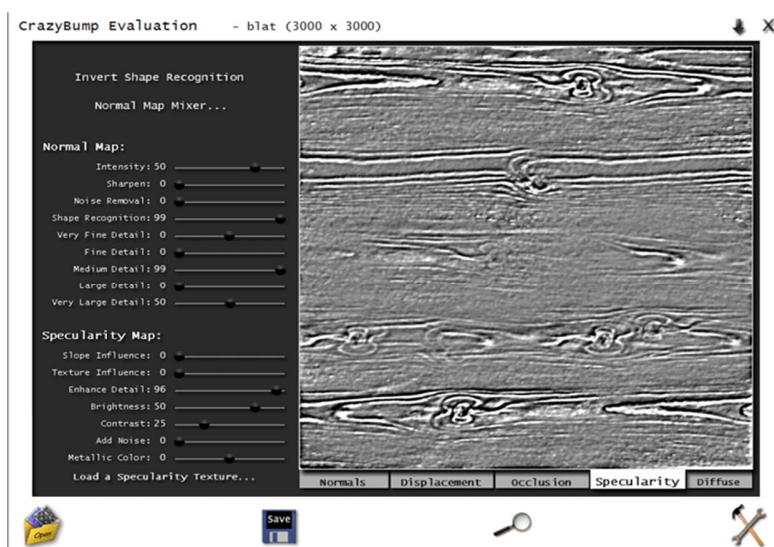 CrazyBump Evaluation - blat (3000 x 3000)
X
Invert Shape Recognition
Normal Map Mixer...
Normal Map:
Intensity: 50
Sharpen: 0
Noise Removal: 0
Shape Recognition: 99
Very Fine Detail: 0
Fine Detail: 0
Medium Detail: 99
Large Detail: 0
Very Large Detail: 50
Specularity Map:
Slope Influence: 0
Texture Influence: 0
Enhance Detail: 96
Brightness: 50
Contrast: 25
Add Noise: 0
Metallic Color: 0
Load a Specularity Texture...
Normals Displacement Occlusion Specularity Diffuse
Open Save